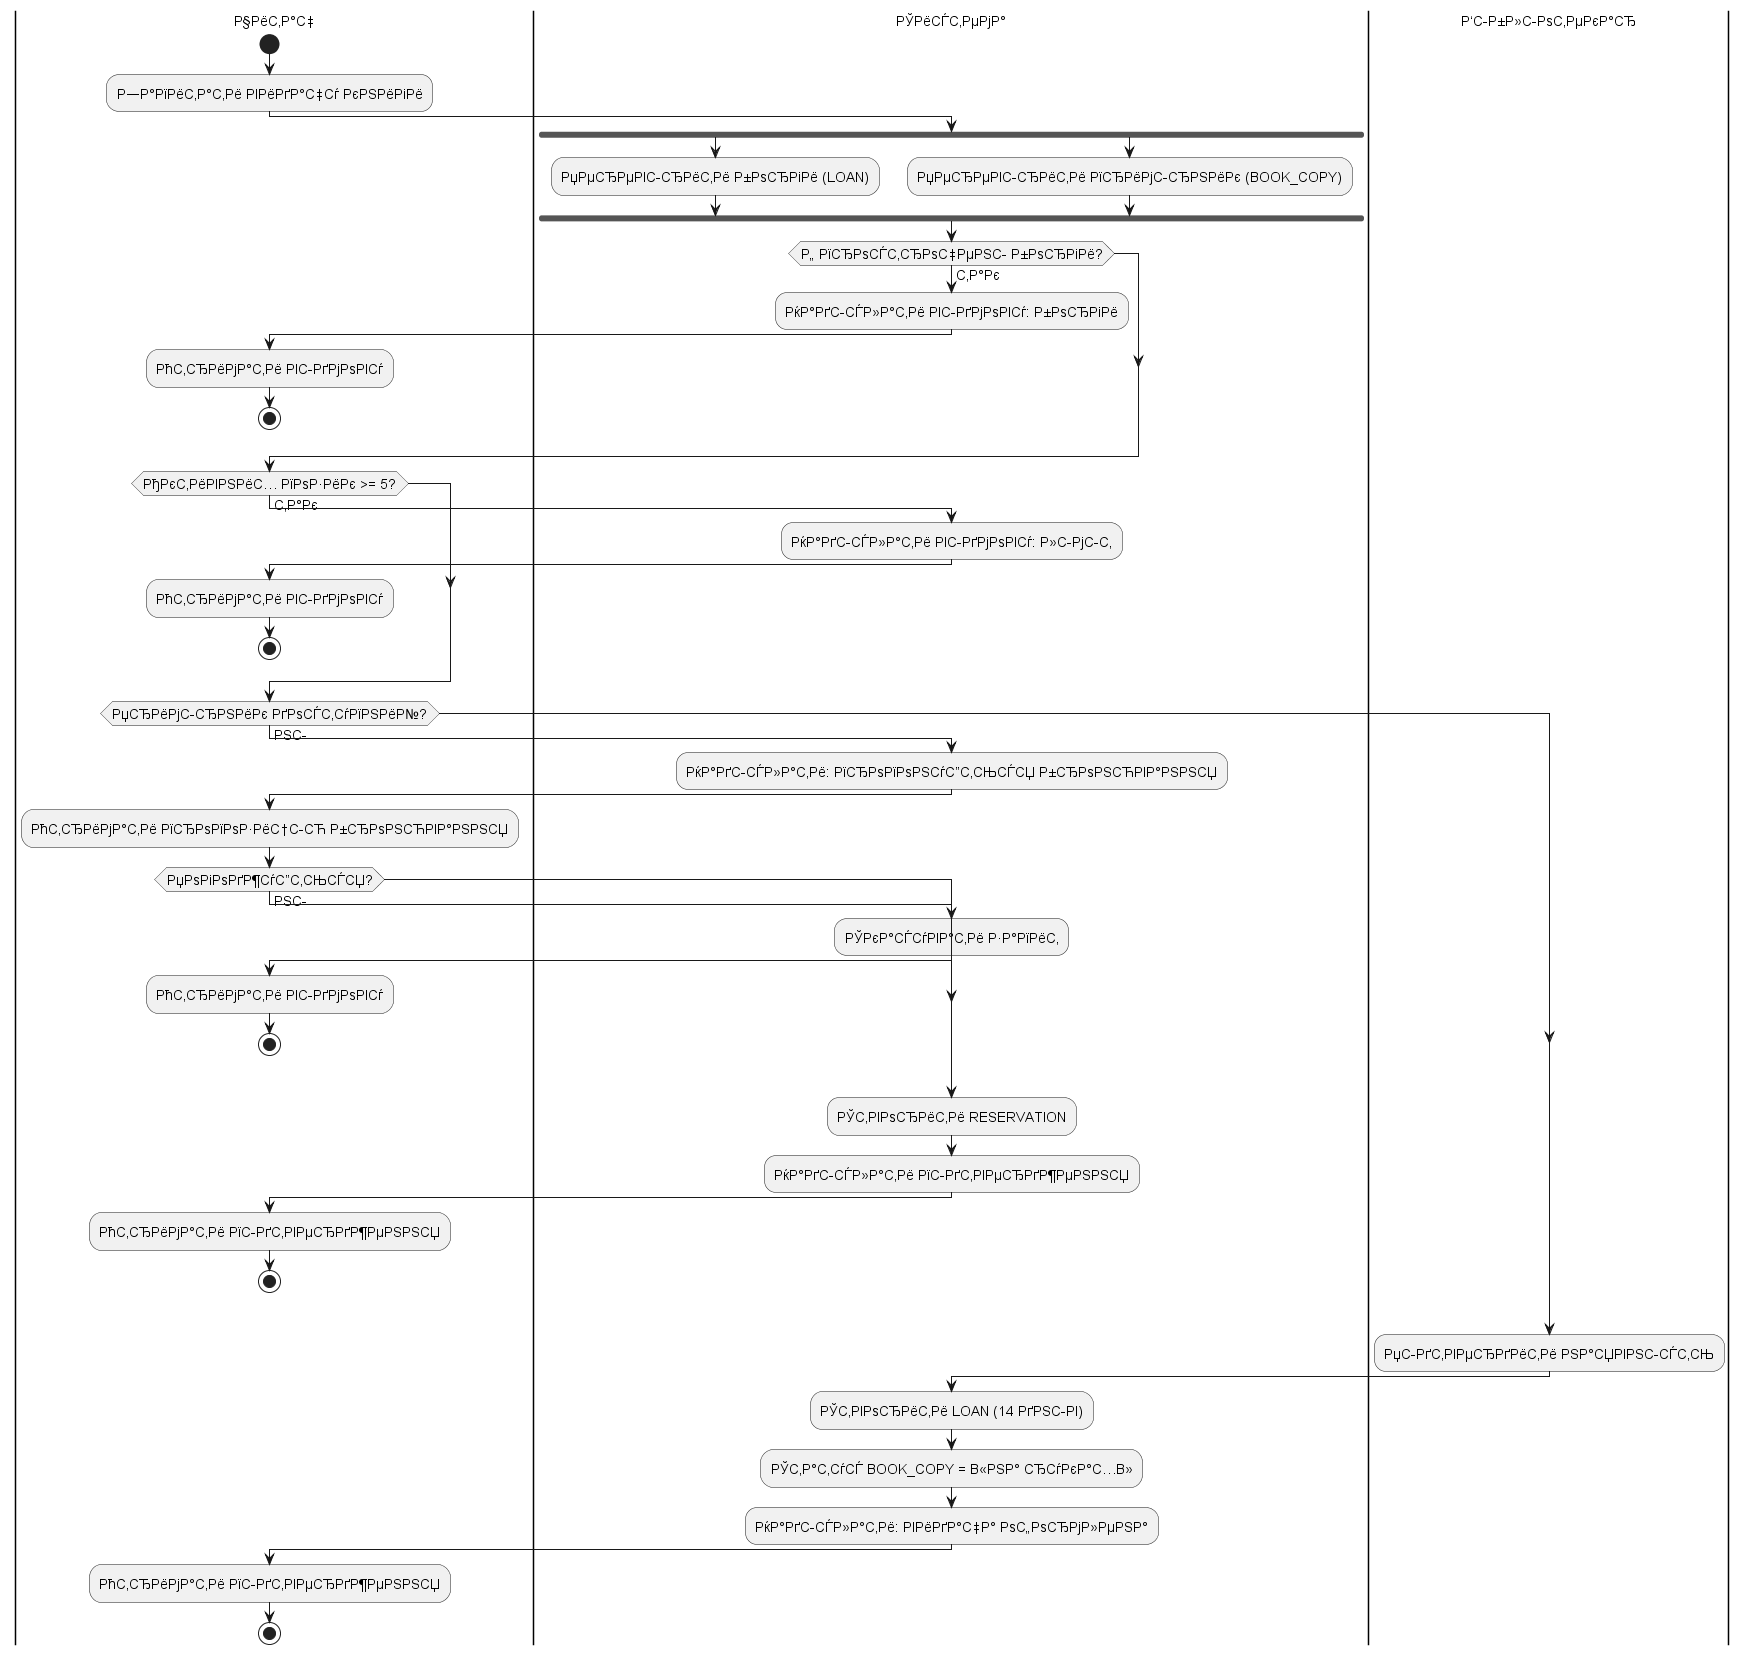 Р§РёС‚Р°С‡
РЎРёСЃС‚РµРјР°
Р‘С–Р±Р»С–РѕС‚РµРєР°СЂ
Р—Р°РїРёС‚Р°С‚Рё РІРёРґР°С‡Сѓ РєРЅРёРіРё
РџРµСЂРµРІС–СЂРёС‚Рё Р±РѕСЂРіРё (LOAN)
РџРµСЂРµРІС–СЂРёС‚Рё РїСЂРёРјС–СЂРЅРёРє (BOOK_COPY)
Р„ РїСЂРѕСЃС‚СЂРѕС‡РµРЅС– Р±РѕСЂРіРё?
С‚Р°Рє
РќР°РґС–СЃР»Р°С‚Рё РІС–РґРјРѕРІСѓ: Р±РѕСЂРіРё
РћС‚СЂРёРјР°С‚Рё РІС–РґРјРѕРІСѓ
РђРєС‚РёРІРЅРёС… РїРѕР·РёРє >= 5?
С‚Р°Рє
РќР°РґС–СЃР»Р°С‚Рё РІС–РґРјРѕРІСѓ: Р»С–РјС–С‚
РћС‚СЂРёРјР°С‚Рё РІС–РґРјРѕРІСѓ
РџСЂРёРјС–СЂРЅРёРє РґРѕСЃС‚СѓРїРЅРёР№?
РЅС–
РќР°РґС–СЃР»Р°С‚Рё: РїСЂРѕРїРѕРЅСѓС”С‚СЊСЃСЏ Р±СЂРѕРЅСЋРІР°РЅРЅСЏ
РћС‚СЂРёРјР°С‚Рё РїСЂРѕРїРѕР·РёС†С–СЋ Р±СЂРѕРЅСЋРІР°РЅРЅСЏ
РџРѕРіРѕРґР¶СѓС”С‚СЊСЃСЏ?
РЅС–
РЎРєР°СЃСѓРІР°С‚Рё Р·Р°РїРёС‚
РћС‚СЂРёРјР°С‚Рё РІС–РґРјРѕРІСѓ
РЎС‚РІРѕСЂРёС‚Рё RESERVATION
РќР°РґС–СЃР»Р°С‚Рё РїС–РґС‚РІРµСЂРґР¶РµРЅРЅСЏ
РћС‚СЂРёРјР°С‚Рё РїС–РґС‚РІРµСЂРґР¶РµРЅРЅСЏ
РџС–РґС‚РІРµСЂРґРёС‚Рё РЅР°СЏРІРЅС–СЃС‚СЊ
РЎС‚РІРѕСЂРёС‚Рё LOAN (14 РґРЅС–РІ)
РЎС‚Р°С‚СѓСЃ BOOK_COPY = В«РЅР° СЂСѓРєР°С…В»
РќР°РґС–СЃР»Р°С‚Рё: РІРёРґР°С‡Р° РѕС„РѕСЂРјР»РµРЅР°
РћС‚СЂРёРјР°С‚Рё РїС–РґС‚РІРµСЂРґР¶РµРЅРЅСЏ